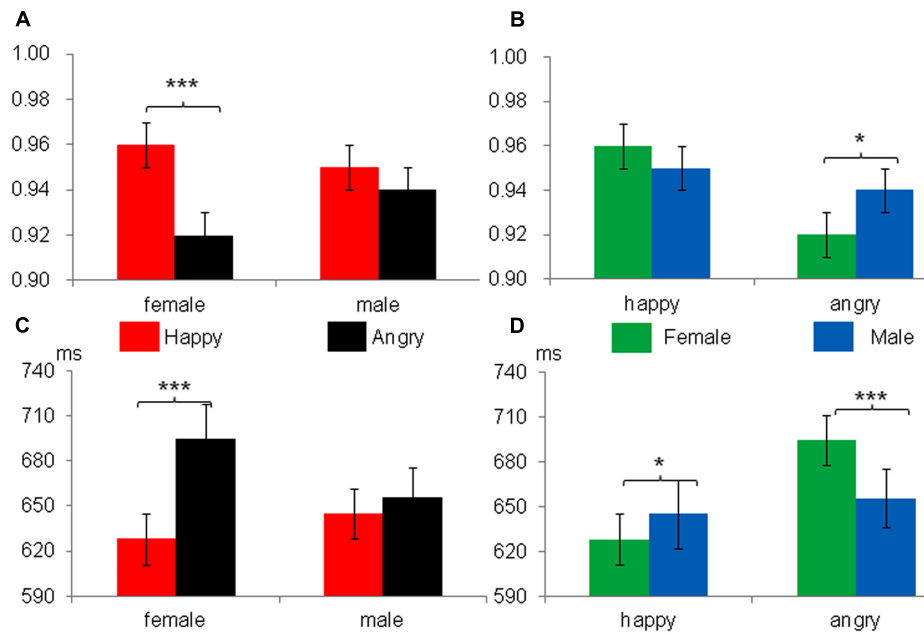 A
B
1.00
0.98
0.96
0.94
0.92
0.90
***
female
male
1.00
0.98
0.96
0.94
0.92
0.90
*
happy
angry
C
Happy
Angry
D
Female
Male
ms
740
710
680
650
620
590
***
female
male
ms
740
710
680
650
620
590
*
***
happy
angry